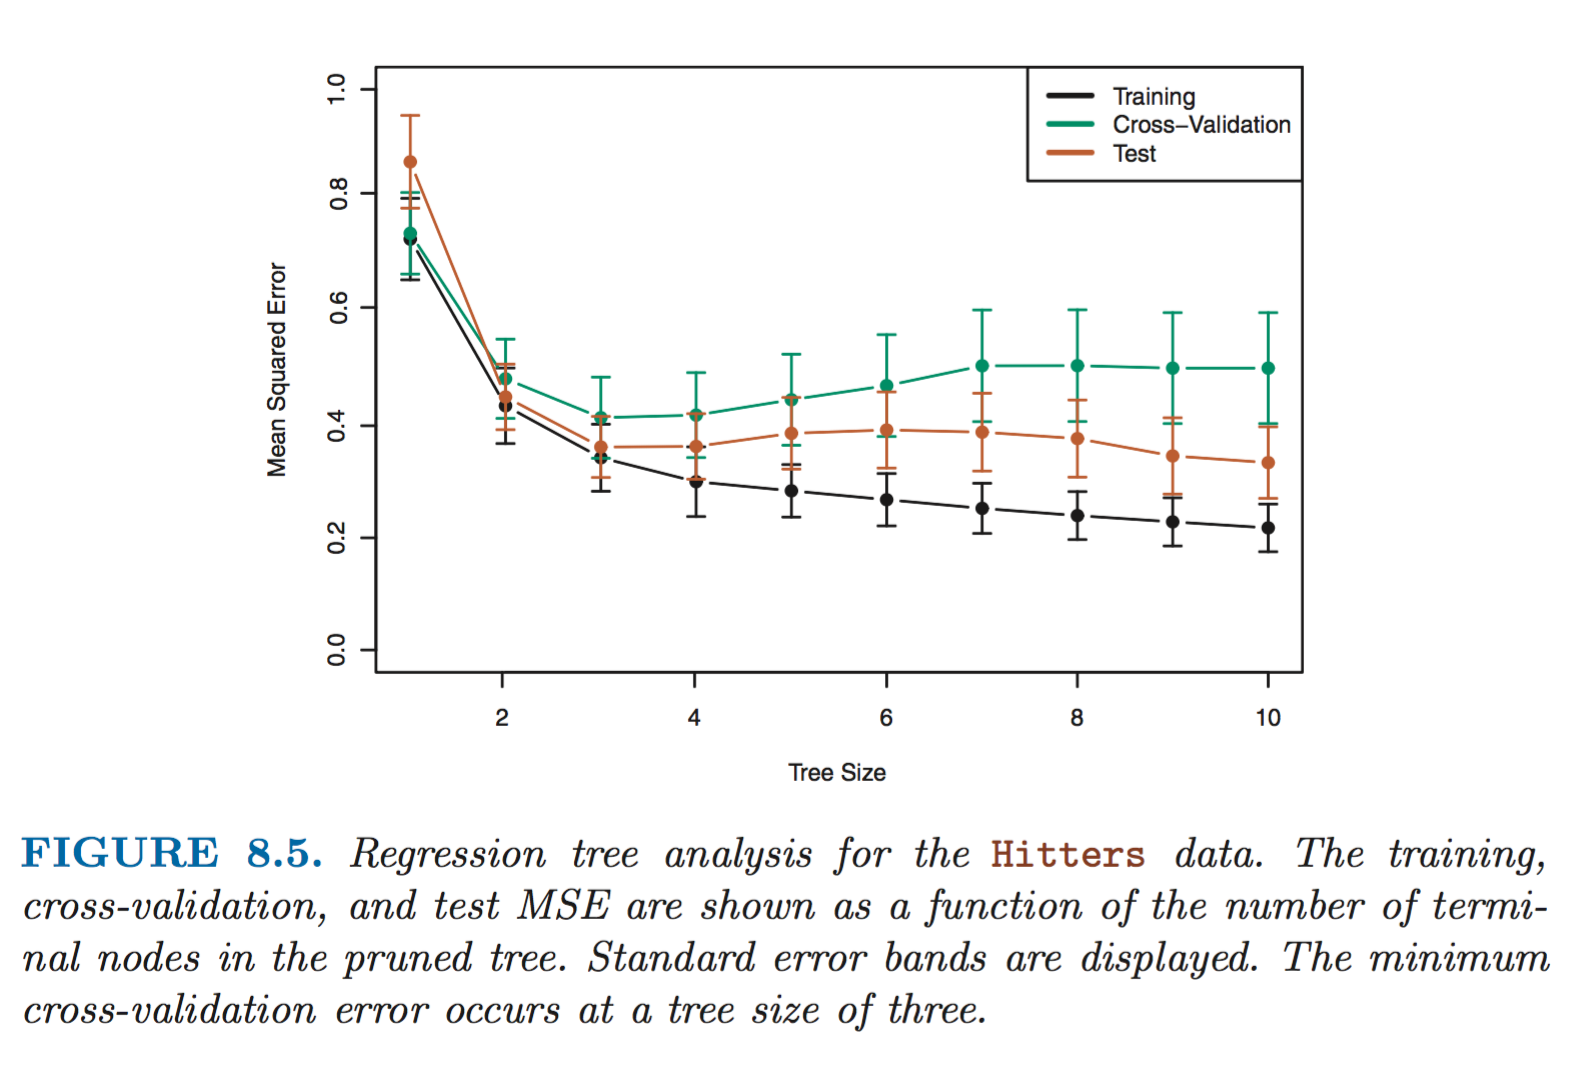 1.0
0.8
0.6
0.4
0.2
0.0
Mean Squared Error
Training
Cross−Validation
Test
2 4 6 8 10
Tree Size
FIGURE 8.5. Regression tree analysis for the Hitters data. The training,
cross-validation, and test MSE are shown as a function of the number of termi-
nal nodes in the pruned tree. Standard error bands are displayed. The minimum
cross-validation error occurs at a tree size of three.